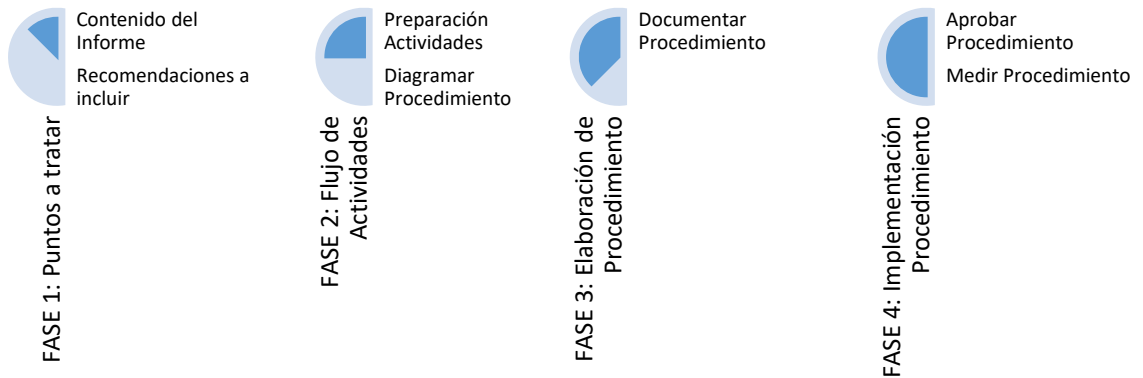 Contenido del
Informe
Recomendaciones a
incluir
FASE 1: Puntos a tratar
Preparación
Actividades
Diagramar
Procedimiento
FASE 2: Flujo de
Actividades
Documentar
Procedimiento
FASE 3: Elaboración de
Procedimiento
Aprobar
Procedimiento
Medir Procedimiento
FASE 4: Implementación
Procedimiento